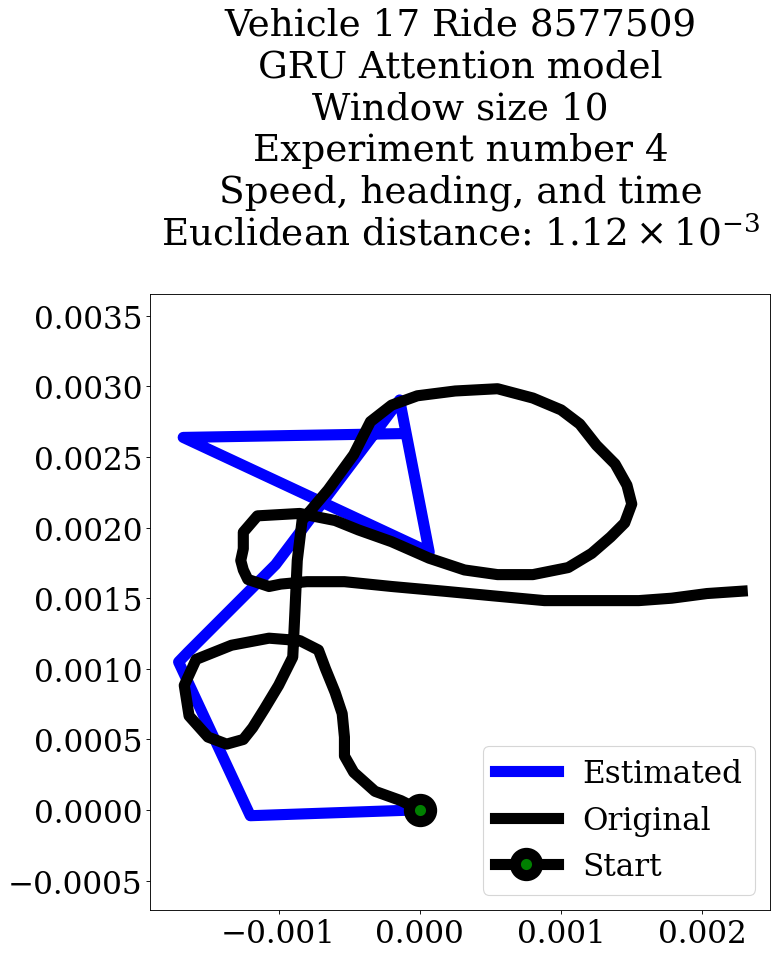 Vehicle 17 Ride 8577509
GRU Attention model
Window size 10
Experiment number 4
Speed, heading, and time
Euclidean distance: 1.12 × 10⁻³
0.0035
0.0030
0.0025
0.0020
0.0015
0.0010
0.0005
0.0000
−0.0005
Estimated
Original
Start
−0.001
0.000
0.001
0.002